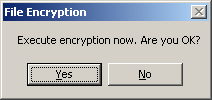 File Encryption
Execute encryption now. Are you OK?
Yes
No